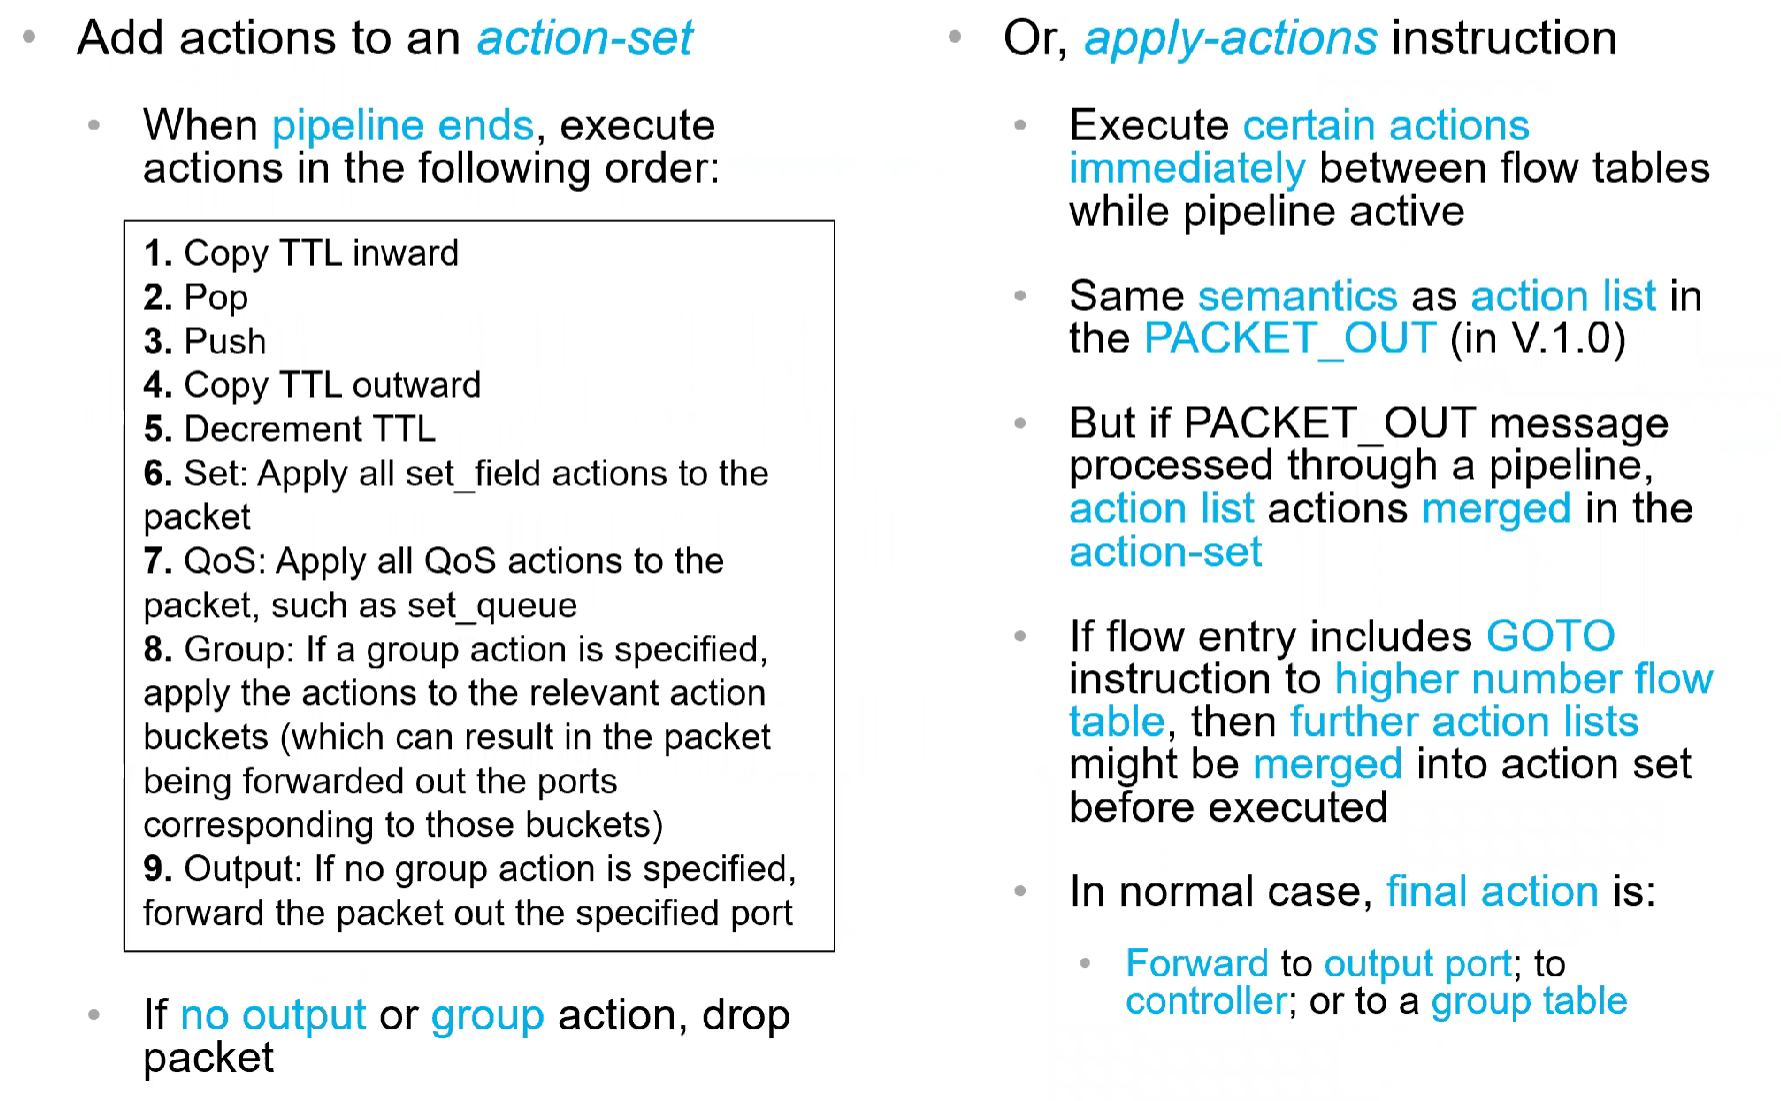 Add actions to an action-set
When pipeline ends, execute
actions in the following order:
1. Copy TTL inward
2. Pop
3. Push
4. Copy TTL outward
5. Decrement TTL
6. Set: Apply all set_field actions to the
packet
7. QoS: Apply all QoS actions to the
packet, such as set_queue
8. Group: If a group action is specified,
apply the actions to the relevant action
buckets (which can result in the packet
being forwarded out the ports
corresponding to those buckets)
9. Output: If no group action is specified,
forward the packet out the specified port
If no output or group action, drop
packet
Or, apply-actions instruction
Execute certain actions
immediately between flow tables
while pipeline active
Same semantics as action list in
the PACKET_OUT (in V.1.0)
But if PACKET_OUT message
processed through a pipeline,
action list actions merged in the
action-set
If flow entry includes GOTO
instruction to higher number flow
table, then further action lists
might be merged into action set
before executed
In normal case, final action is:
Forward to output port; to
controller; or to a group table